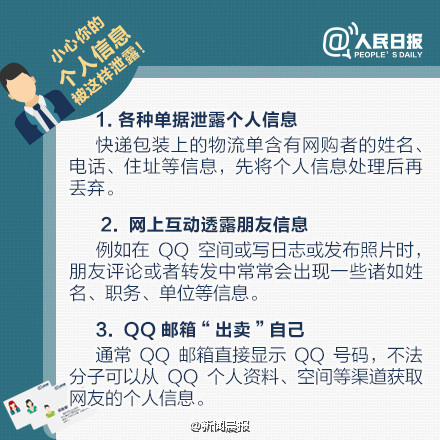 小心你的
个人信息
被这样泄露！
@人民日报
PEOPLE'S DAILY
1. 各种单据泄露个人信息
快递包装上的物流单含有网购者的姓名、
电话、住址等信息，先将个人信息处理后再
丢弃。
2. 网上互动透露朋友信息
例如在 QQ 空间或写日志或发布照片时，
朋友评论或者转发中常常会出现一些诸如姓
名、职务、单位等信息。
3. QQ 邮箱“出卖”自己
通常 QQ 邮箱直接显示 QQ 号码，不法
分子可以从 QQ 个人资料、空间等渠道获取
网友的个人信息。
@新闻晨报